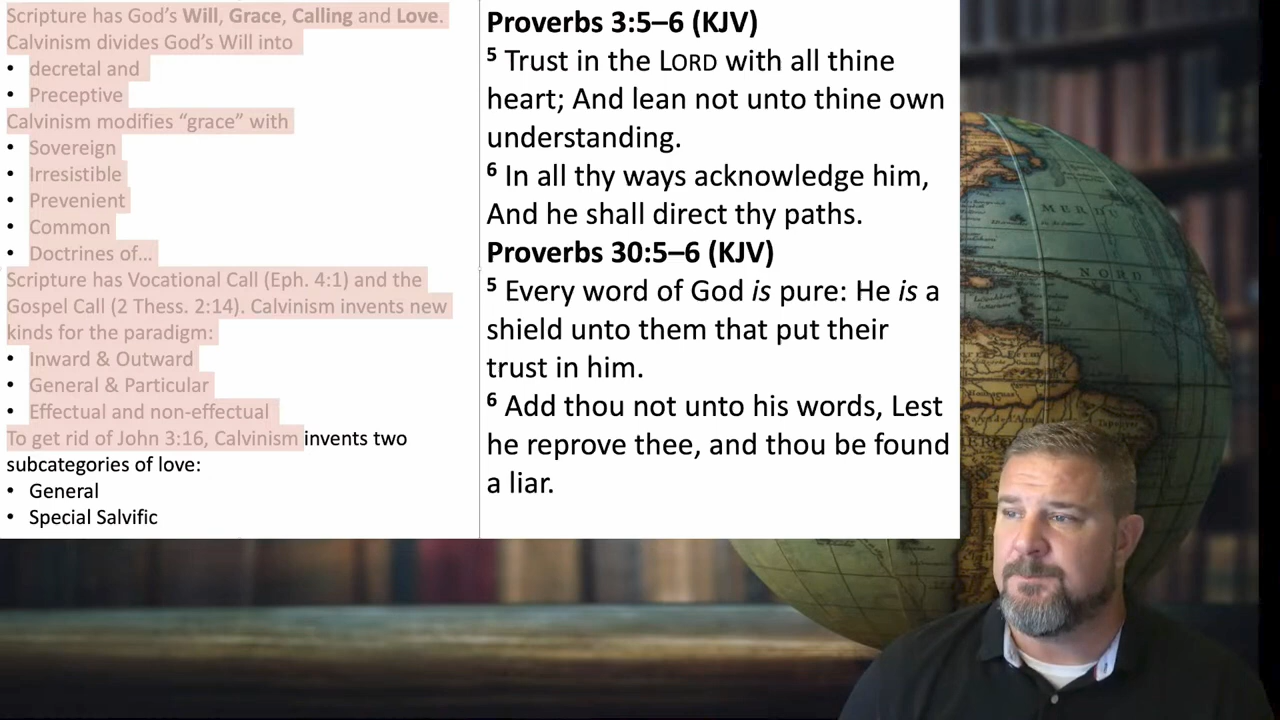 Scripture has God's Will, Grace, Calling and Love.
Calvinism divides God's Will into
• decretal and
• Preceptive
Calvinism modifies "grace" with
• Sovereign
• Irresistible
• Prevenient
• Common
• Doctrines of...
Scripture has Vocational Call (Eph. 4:1) and the
Gospel Call (2 Thess. 2:14). Calvinism invents new
kinds for the paradigm:
• Inward & Outward
• General & Particular
• Effectual and non-effectual
To get rid of John 3:16, Calvinism invents two
subcategories of love:
• General
• Special Salvific
Proverbs 3:5–6 (KJV)
5 Trust in the LORD with all thine
heart; And lean not unto thine own
understanding.
6 In all thy ways acknowledge him,
And he shall direct thy paths.
Proverbs 30:5–6 (KJV)
5 Every word of God is pure: He is a
shield unto them that put their
trust in him.
6 Add thou not unto his words, Lest
he reprove thee, and thou be found
a liar.
NORD